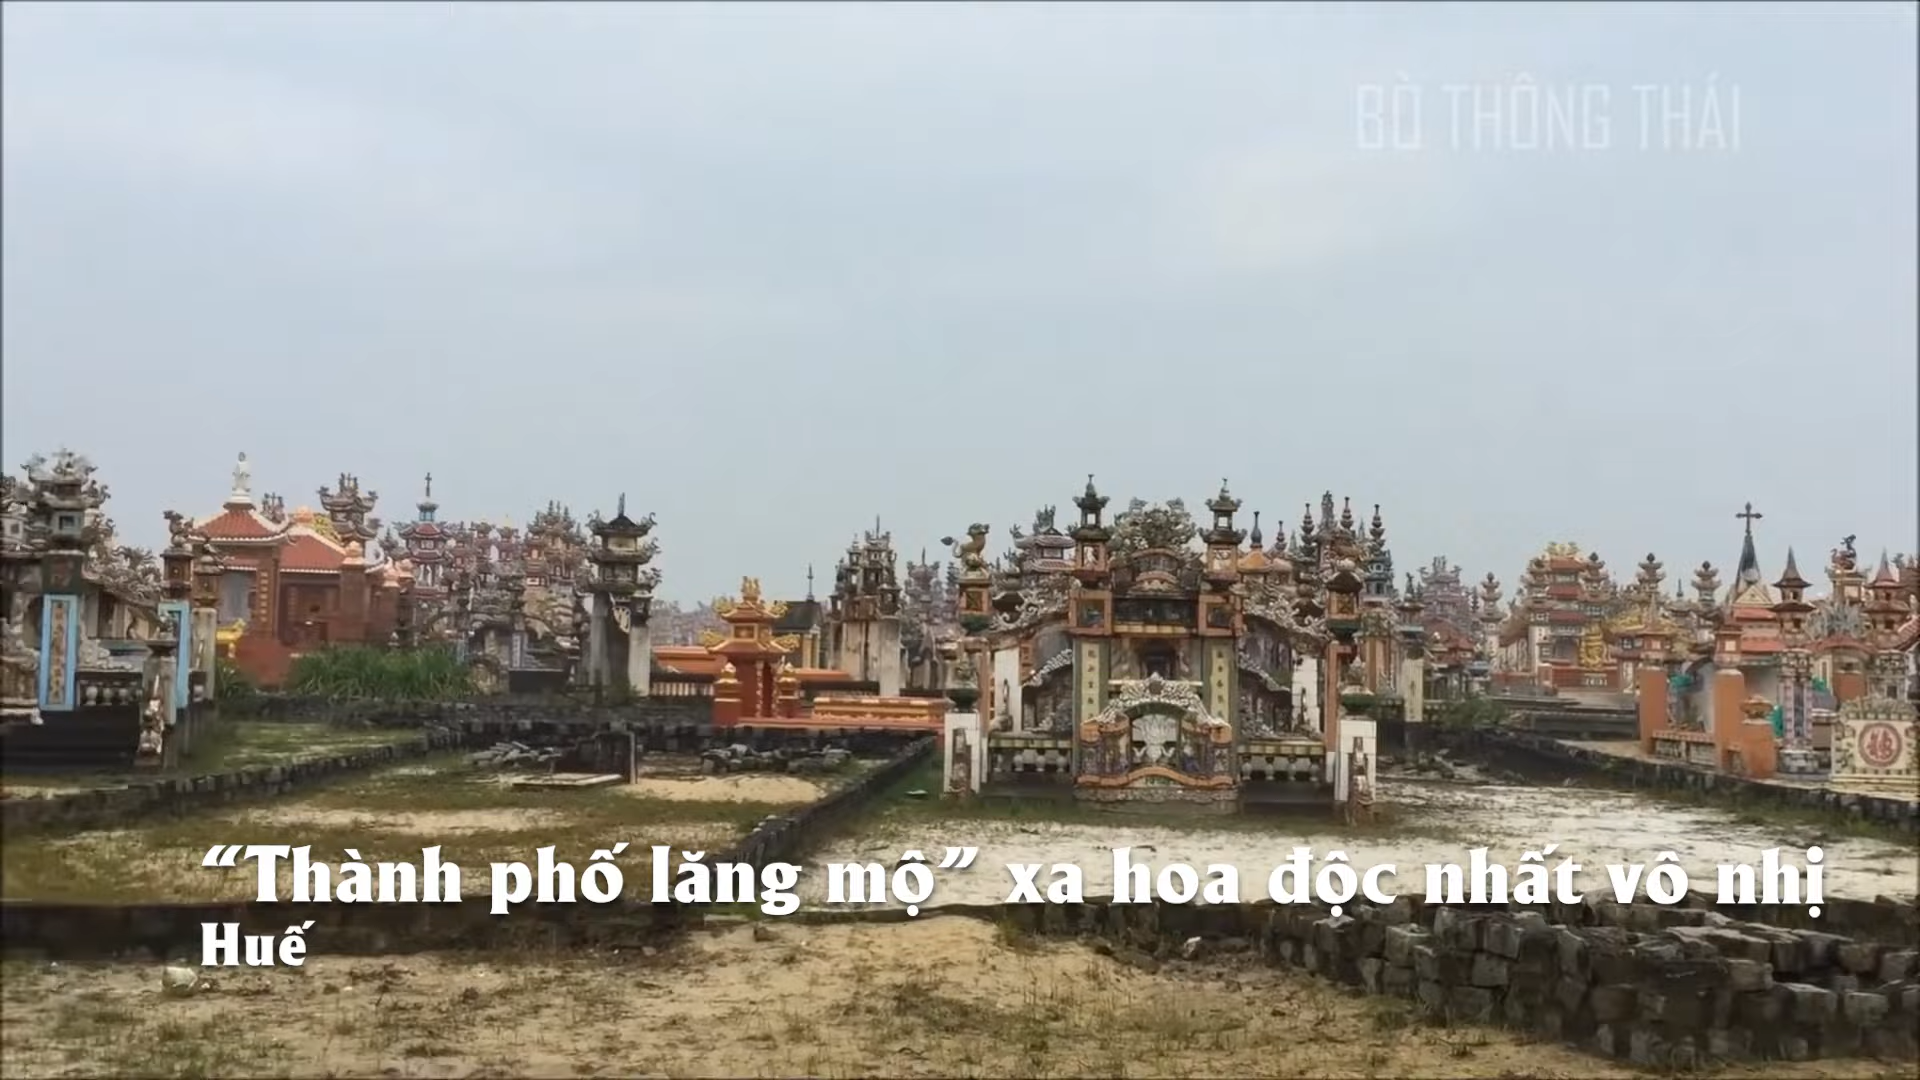 BÒ THÔNG THÁI
“Thành phố lăng mộ” xa hoa độc nhất vô nhị
Huế